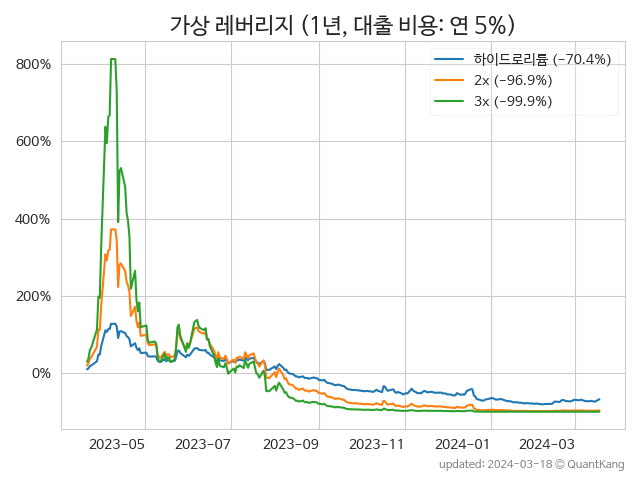 가상 레버리지 (1년, 대출 비용: 연 5%)
하이드로리튬 (−70.4%)
2x (−96.9%)
3x (−99.9%)
800%
600%
400%
200%
0%
2023−05 2023−07 2023−09 2023−11 2024−01 2024−03
updated: 2024−03−18 © QuantKang